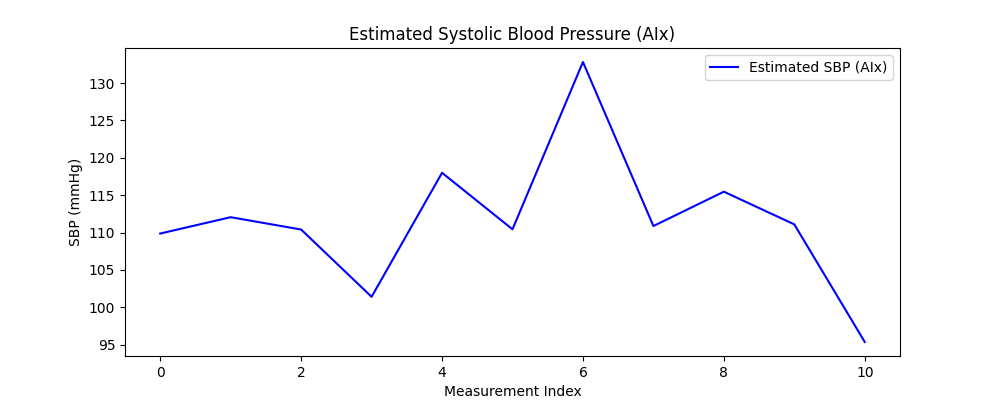 Estimated Systolic Blood Pressure (AIx)
Estimated SBP (AIx)
SBP (mmHg)
130
125
120
115
110
105
100
95
0 2 4 6 8 10
Measurement Index